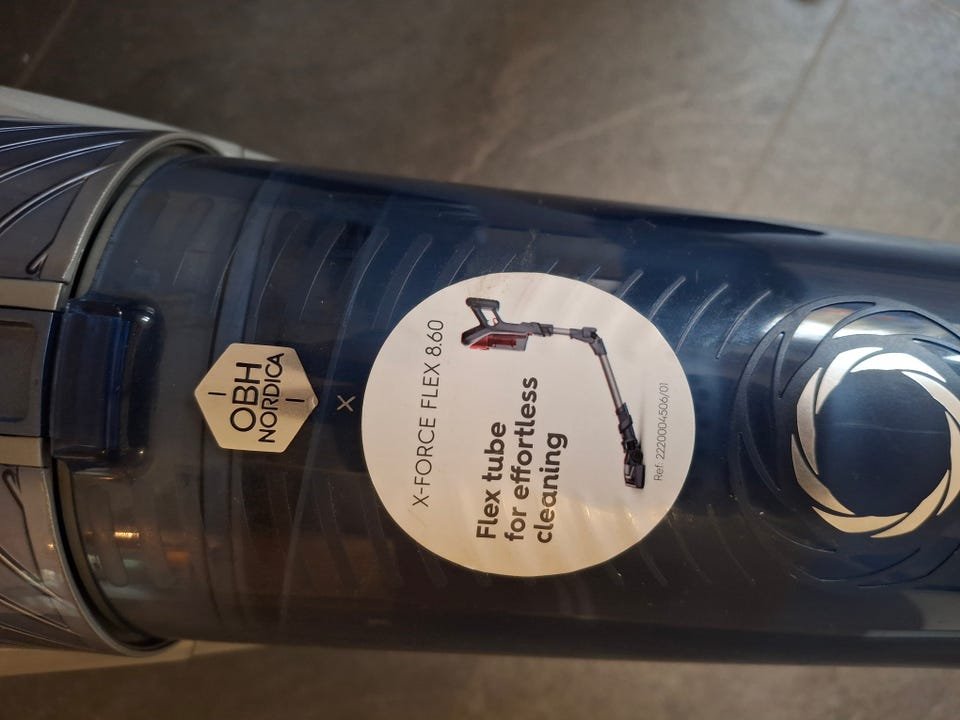 OBH
NORDICA
X
X-FORCE FLEX 8.60
Flex tube
for effortless
cleaning
Ref: 2220004506/01